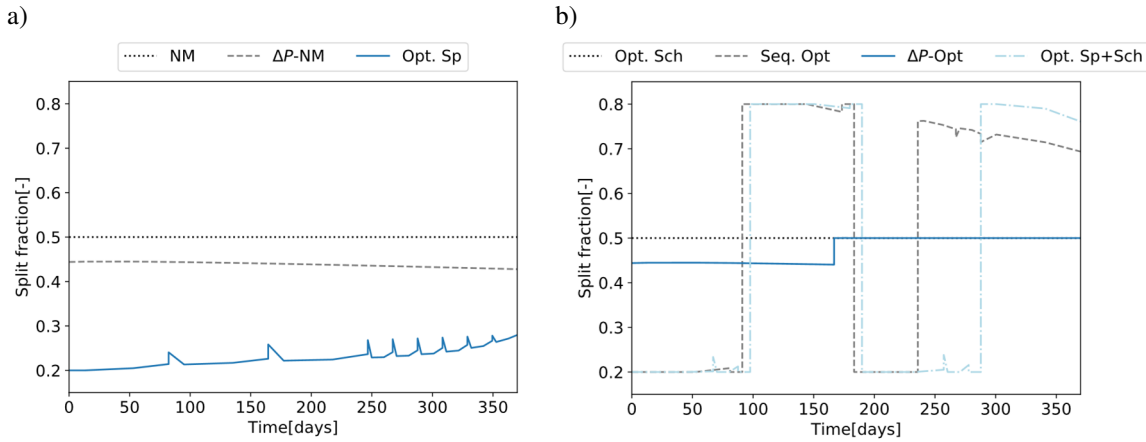 a)
NM ΔP-NM Opt. Sp
Split fraction[-]
0.8
0.7
0.6
0.5
0.4
0.3
0.2
0 50 100 150 200 250 300 350
Time[days]
b)
Opt. Sch Seq. Opt ΔP-Opt Opt. Sp+Sch
Split fraction[-]
0.8
0.7
0.6
0.5
0.4
0.3
0.2
0 50 100 150 200 250 300 350
Time[days]